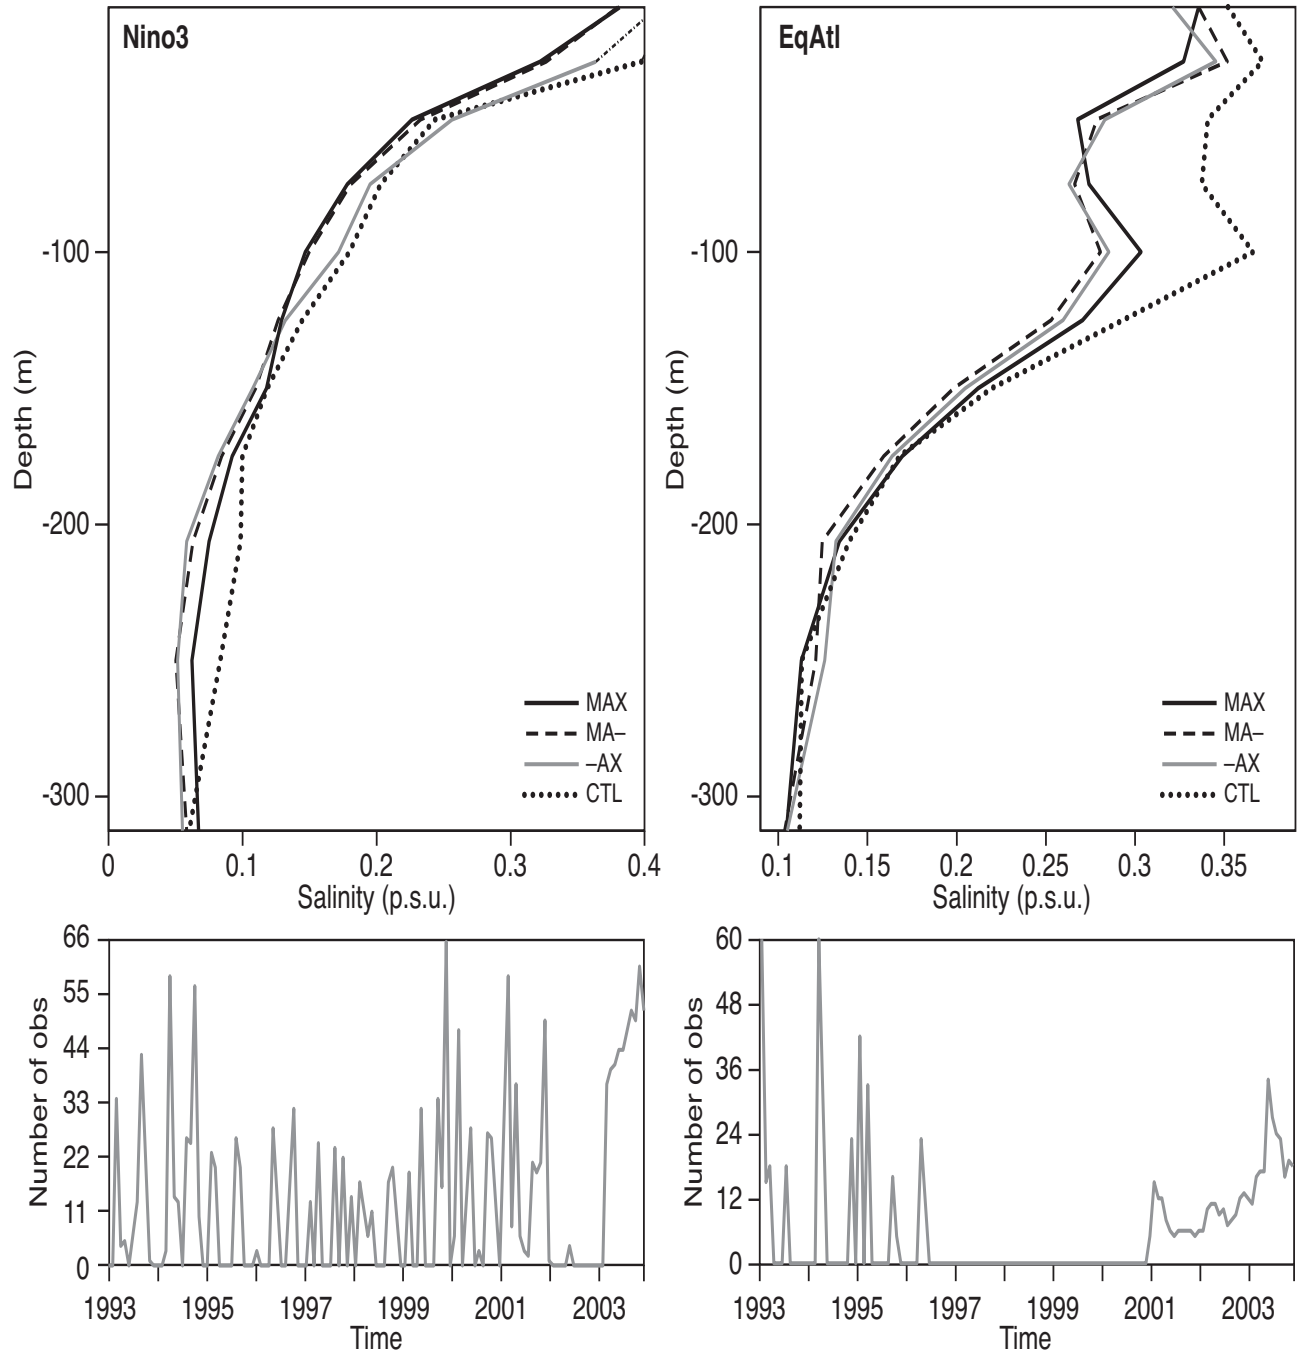 Nino3
-100
-200
-300
Depth (m)
MAX
MA–
–AX
CTL
0 0.1 0.2 0.3 0.4
Salinity (p.s.u.)
EqAtl
-100
-200
-300
Depth (m)
MAX
MA–
–AX
CTL
0.1 0.15 0.2 0.25 0.3 0.35
Salinity (p.s.u.)
66
55
44
33
22
11
0
Number of obs
1993 1995 1997 1999 2001 2003
Time
60
48
36
24
12
0
Number of obs
1993 1995 1997 1999 2001 2003
Time